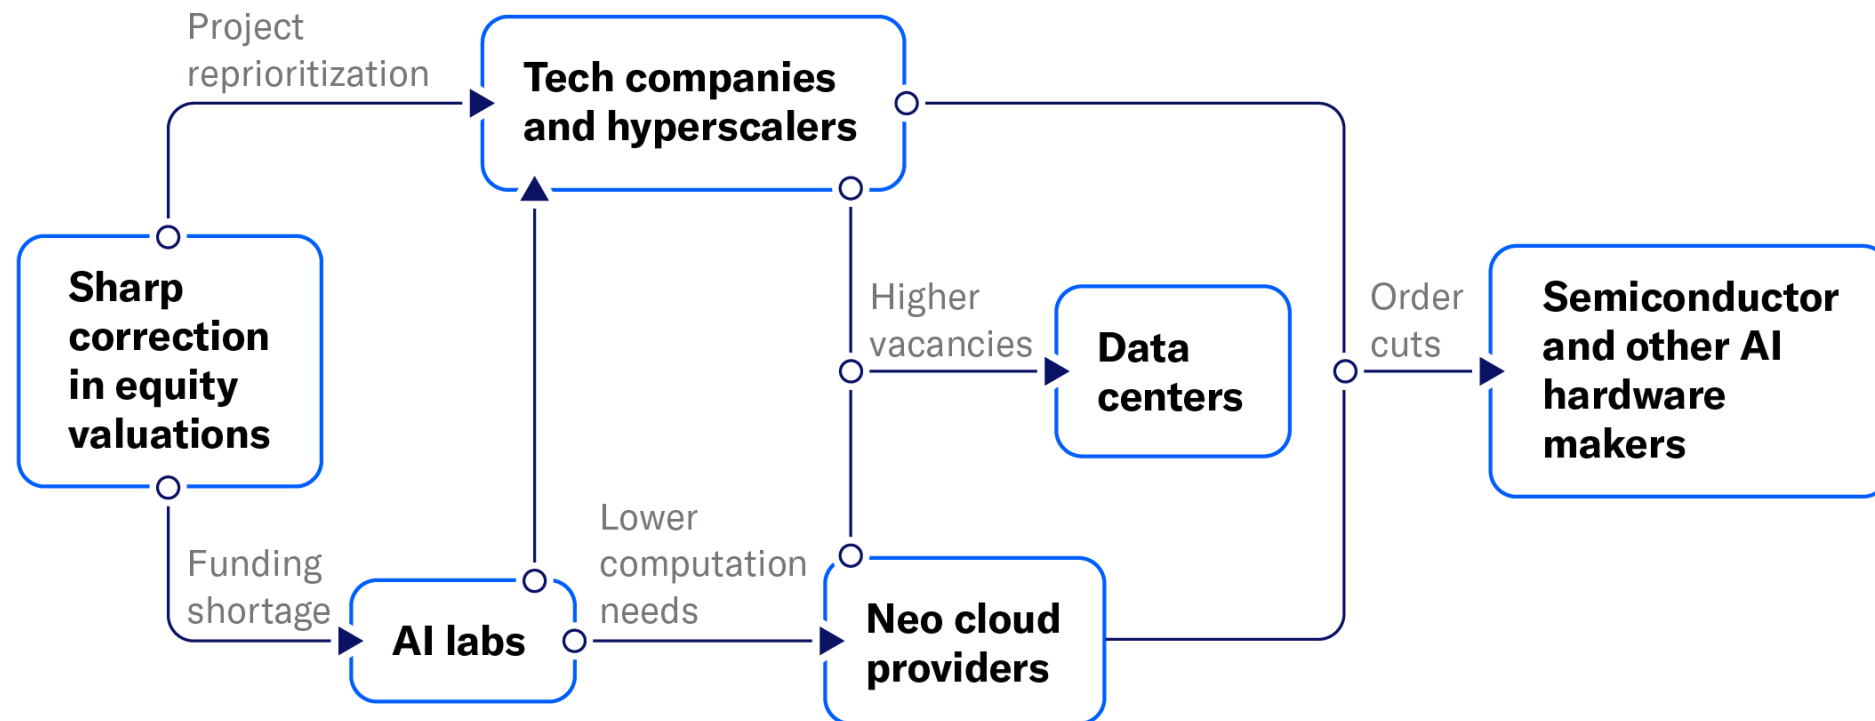 Project
reprioritization
Tech companies
and hyperscalers
Sharp
correction
in equity
valuations
Higher
vacancies
Data
centers
Order
cuts
Semiconductor
and other AI
hardware
makers
Funding
shortage
AI labs
Lower
computation
needs
Neo cloud
providers